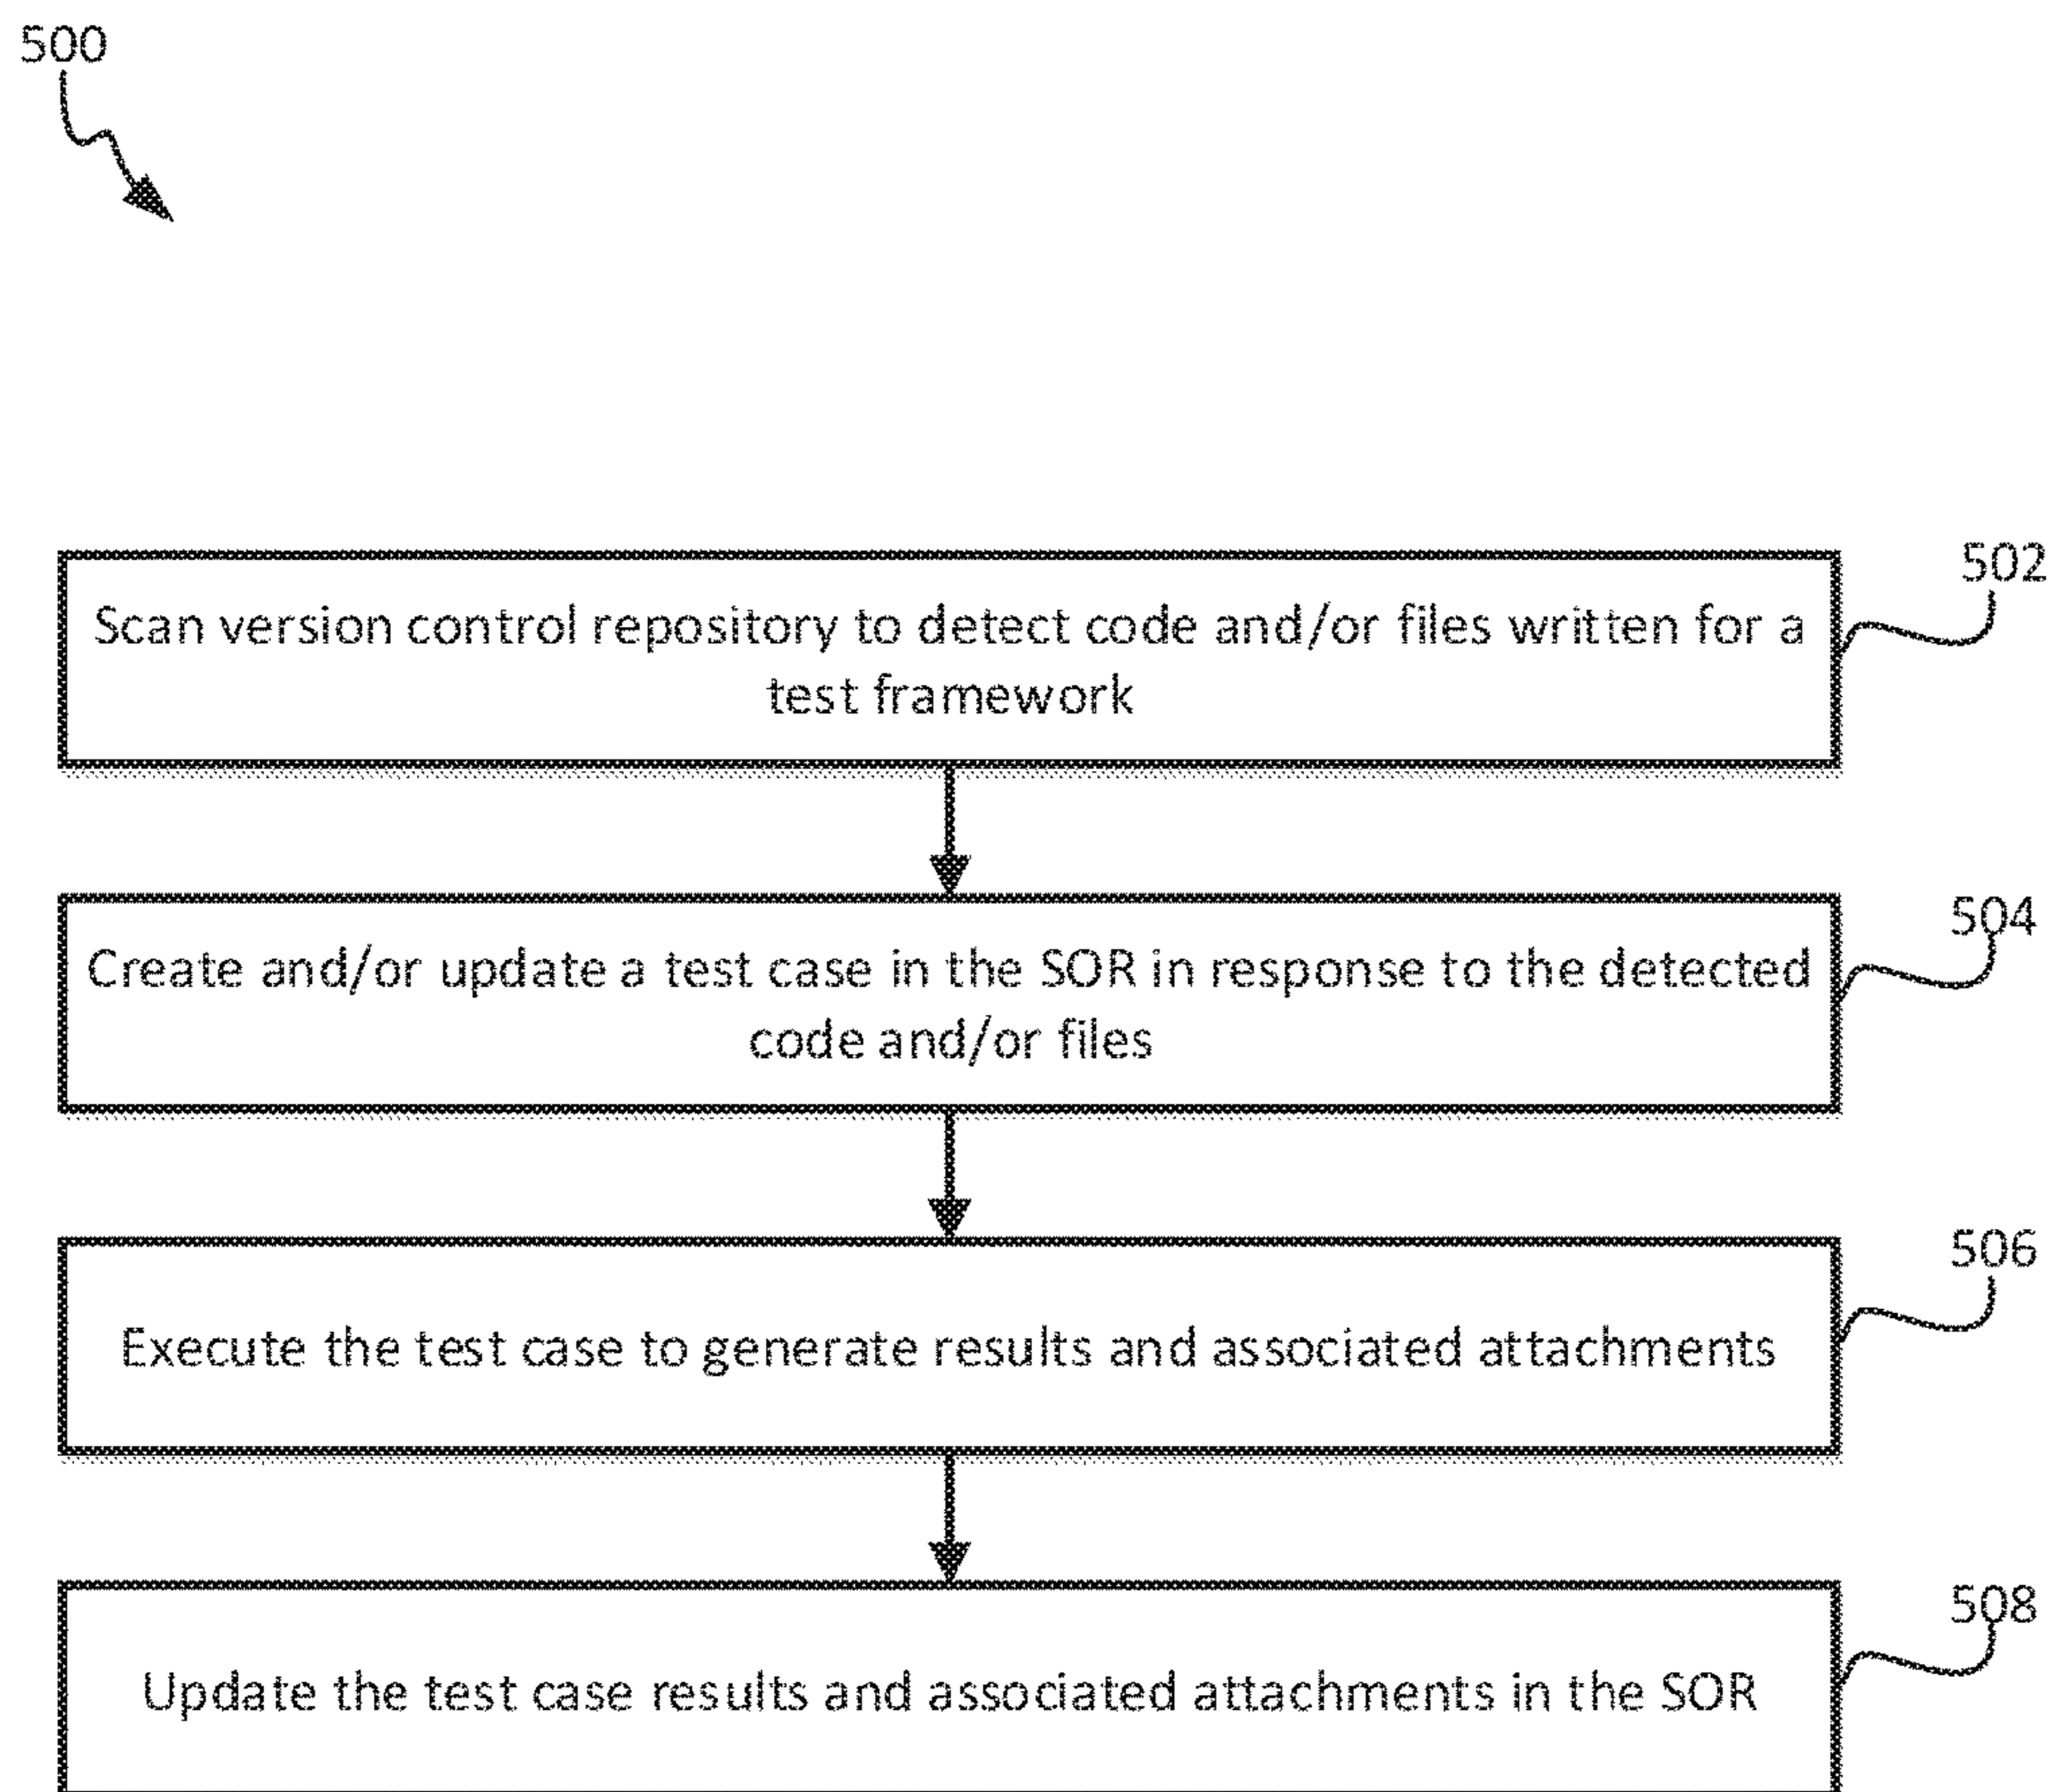 500
502
Scan version control repository to detect code and/or files written for a
test framework
504
Create and/or update a test case in the SOR in response to the detected
code and/or files
506
Execute the test case to generate results and associated attachments
508
Update the test case results and associated attachments in the SOR